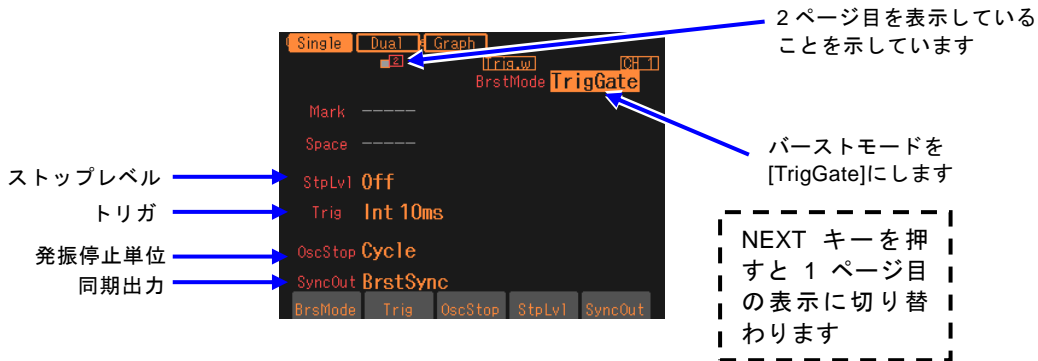 2 ページ目を表示している
ことを示しています
Single Dual Graph
2 Trig.w CH 1
BrstMode TrigGate
Mark -----
Space -----
バーストモードを
[TrigGate]にします
ストップレベル
StpLvl Off
トリガ
Trig Int 10ms
発振停止単位
OscStop Cycle
同期出力
SyncOut BrstSync
BrsMode Trig OscStop StpLvl SyncOut
NEXT キーを押
すと 1 ページ目
の表示に切り替
わります